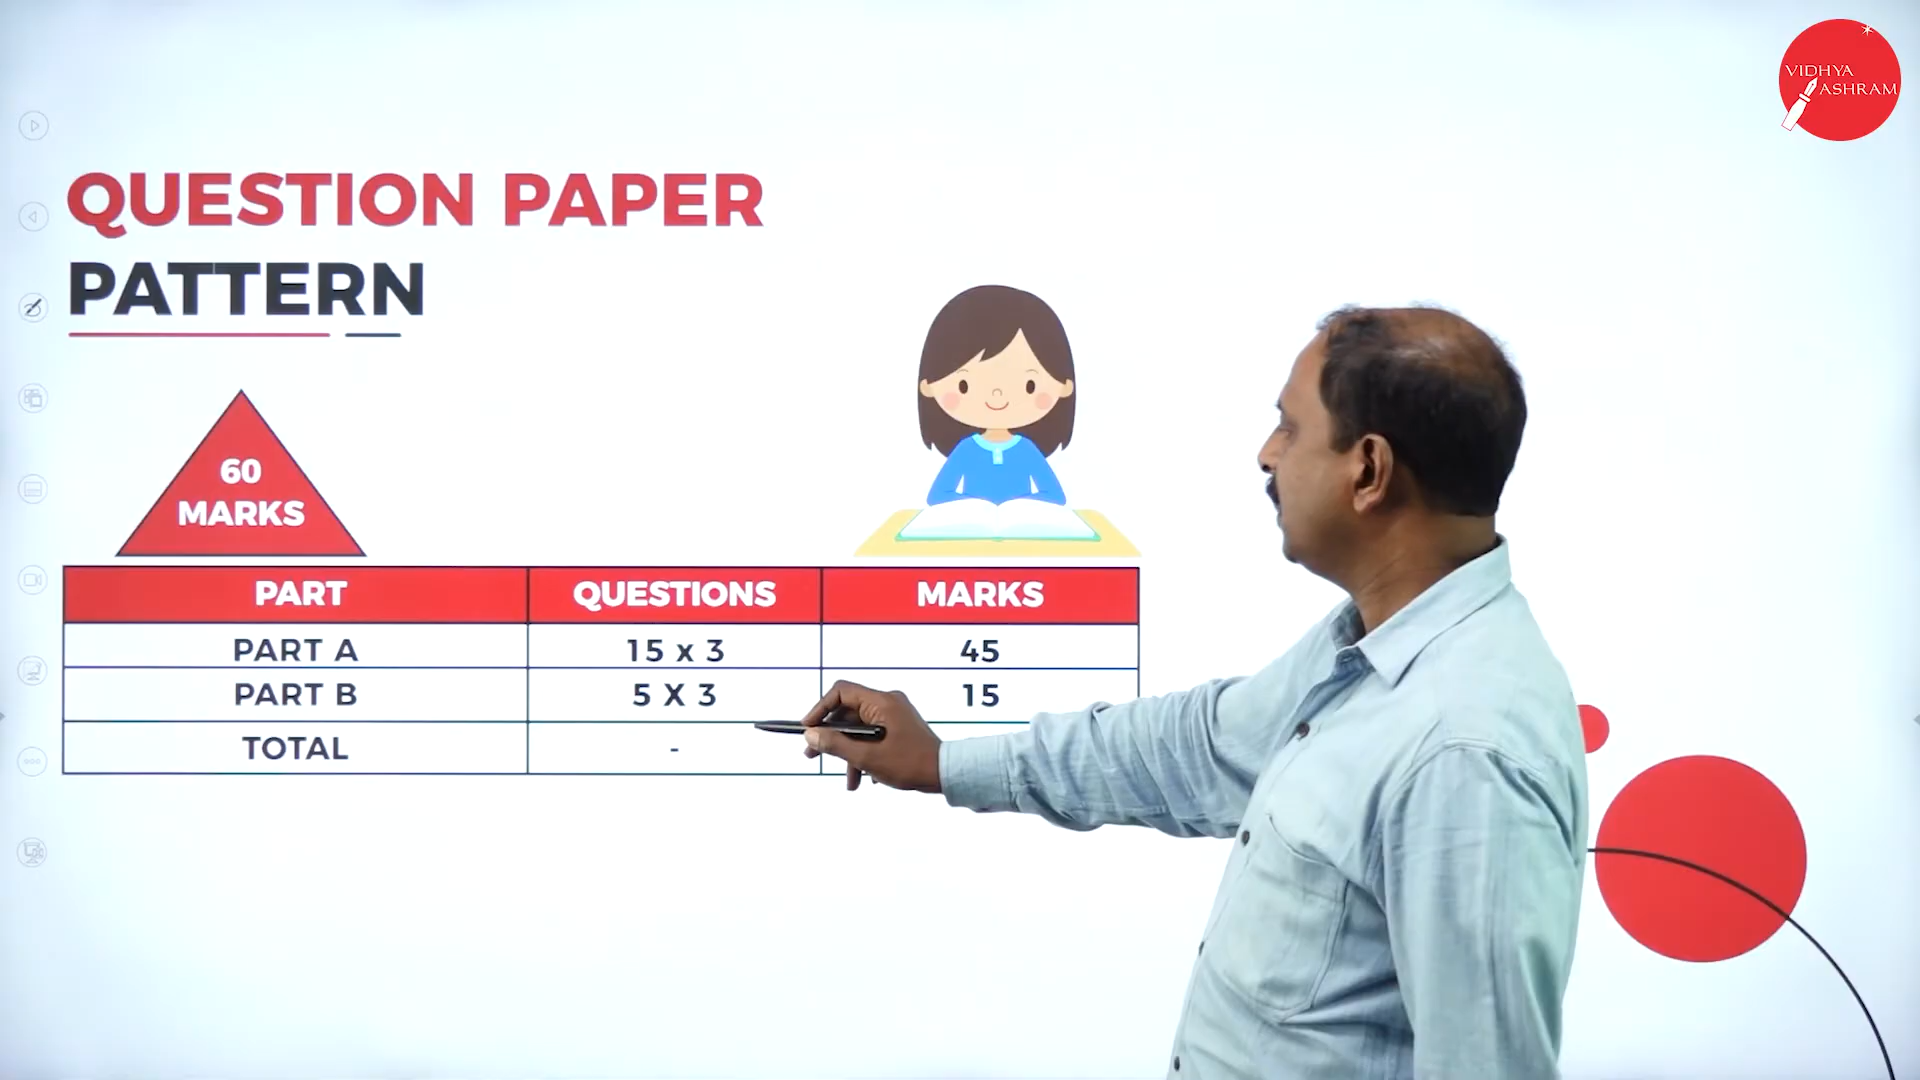 VIDHYA
ASHRAM
QUESTION PAPER
PATTERN
60
MARKS
PART QUESTIONS MARKS
PART A 15 x 3 45
PART B 5 X 3 15
TOTAL -